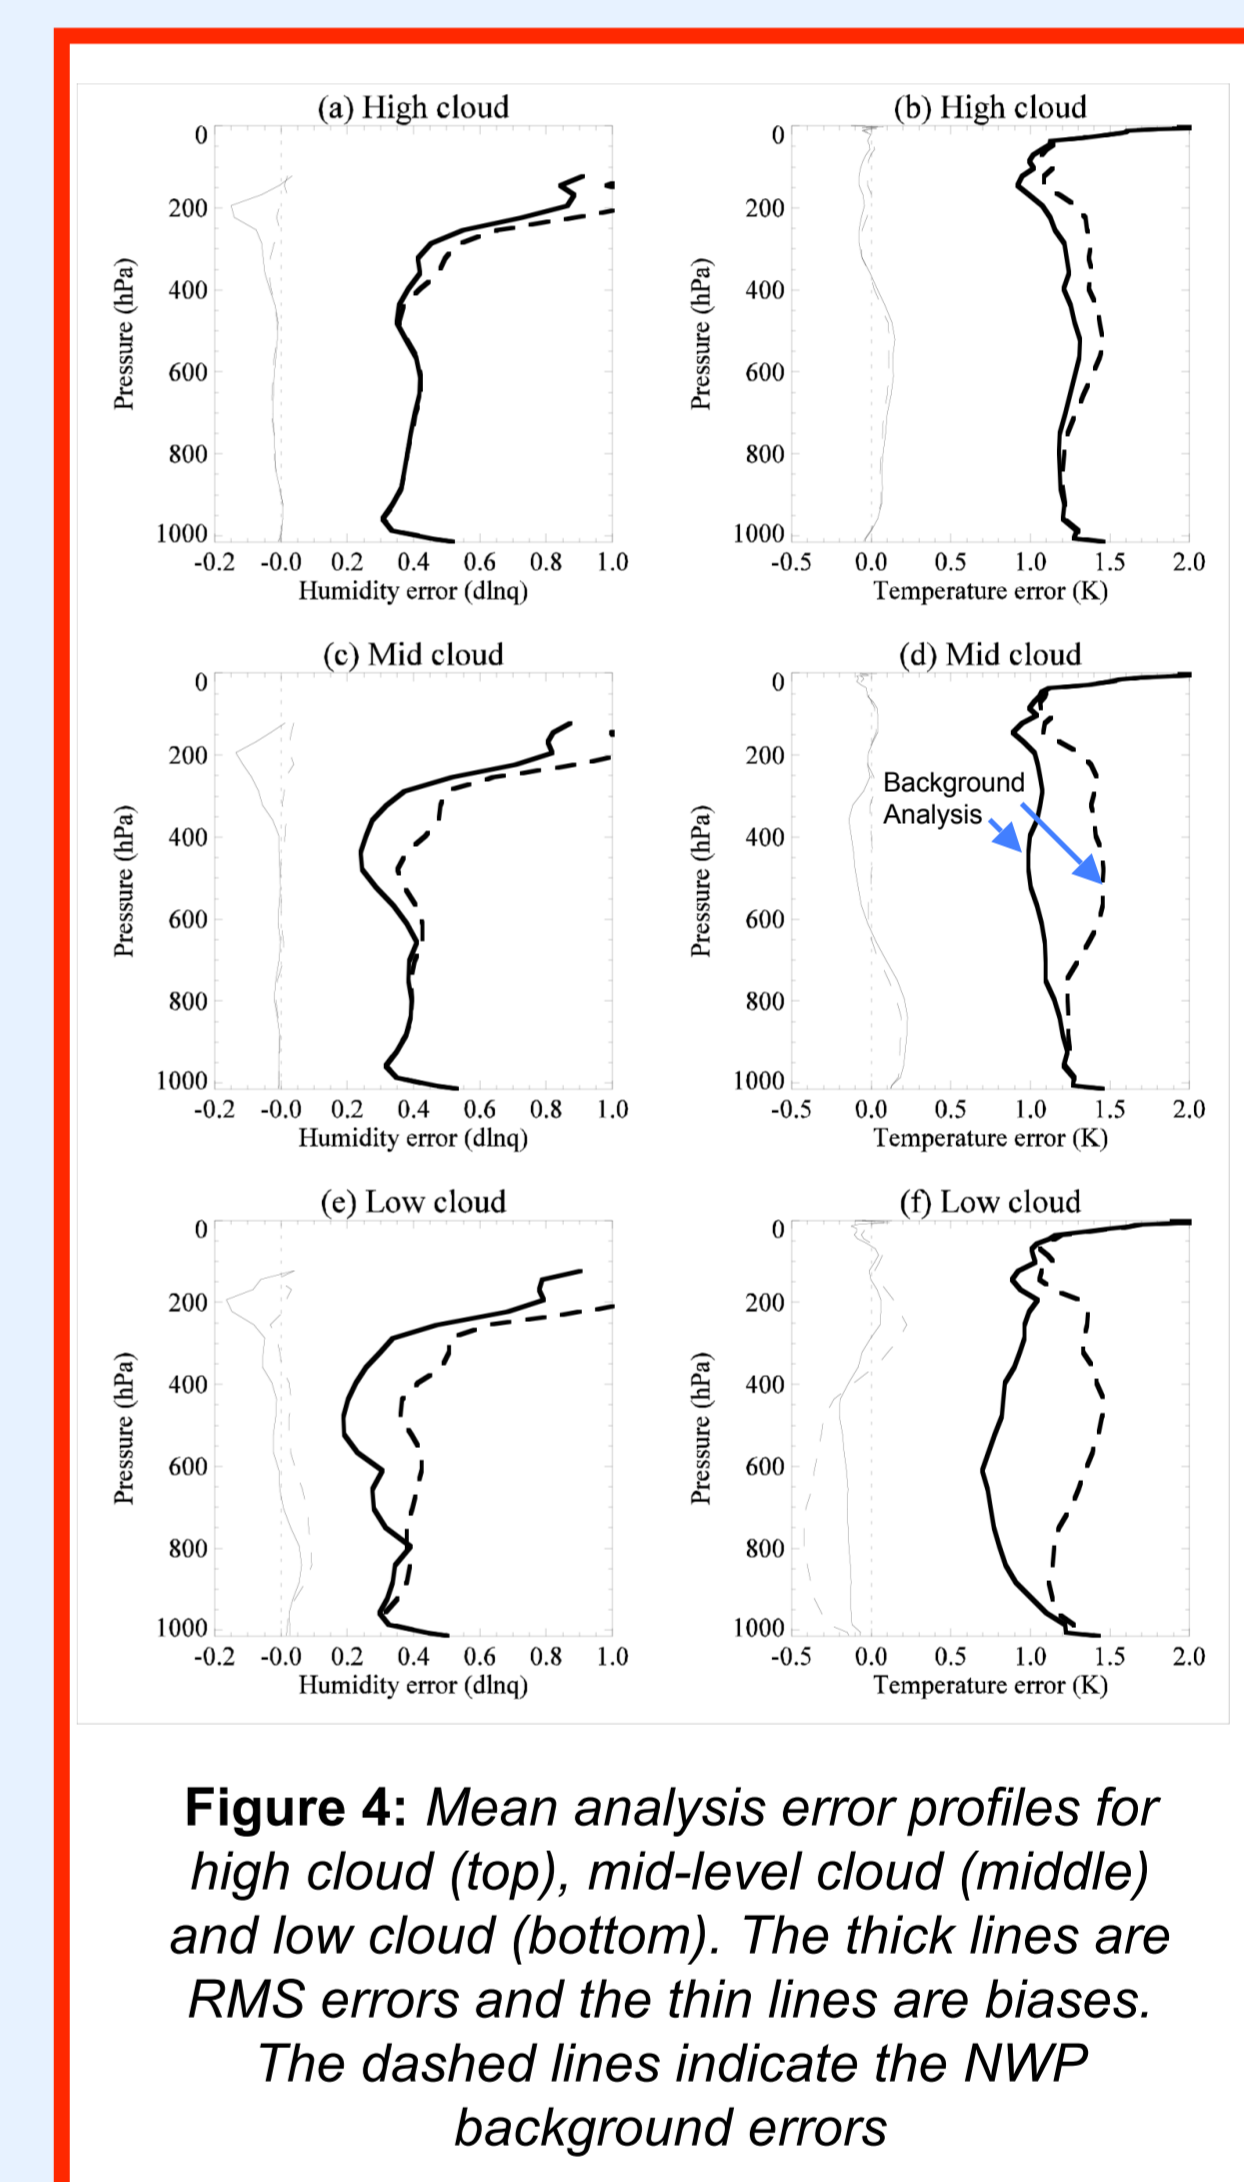 (a) High cloud
0
200
400
600
800
1000
Pressure (hPa)
-0.2 -0.0 0.2 0.4 0.6 0.8 1.0
Humidity error (dlnq)
(b) High cloud
0
200
400
600
800
1000
Pressure (hPa)
-0.5 0.0 0.5 1.0 1.5 2.0
Temperature error (K)
(c) Mid cloud
0
200
400
600
800
1000
Pressure (hPa)
-0.2 -0.0 0.2 0.4 0.6 0.8 1.0
Humidity error (dlnq)
(d) Mid cloud
0
200
400
600
800
1000
Pressure (hPa)
Background
Analysis
-0.5 0.0 0.5 1.0 1.5 2.0
Temperature error (K)
(e) Low cloud
0
200
400
600
800
1000
Pressure (hPa)
-0.2 -0.0 0.2 0.4 0.6 0.8 1.0
Humidity error (dlnq)
(f) Low cloud
0
200
400
600
800
1000
Pressure (hPa)
-0.5 0.0 0.5 1.0 1.5 2.0
Temperature error (K)
Figure 4: Mean analysis error profiles for
high cloud (top), mid-level cloud (middle)
and low cloud (bottom). The thick lines are
RMS errors and the thin lines are biases.
The dashed lines indicate the NWP
background errors